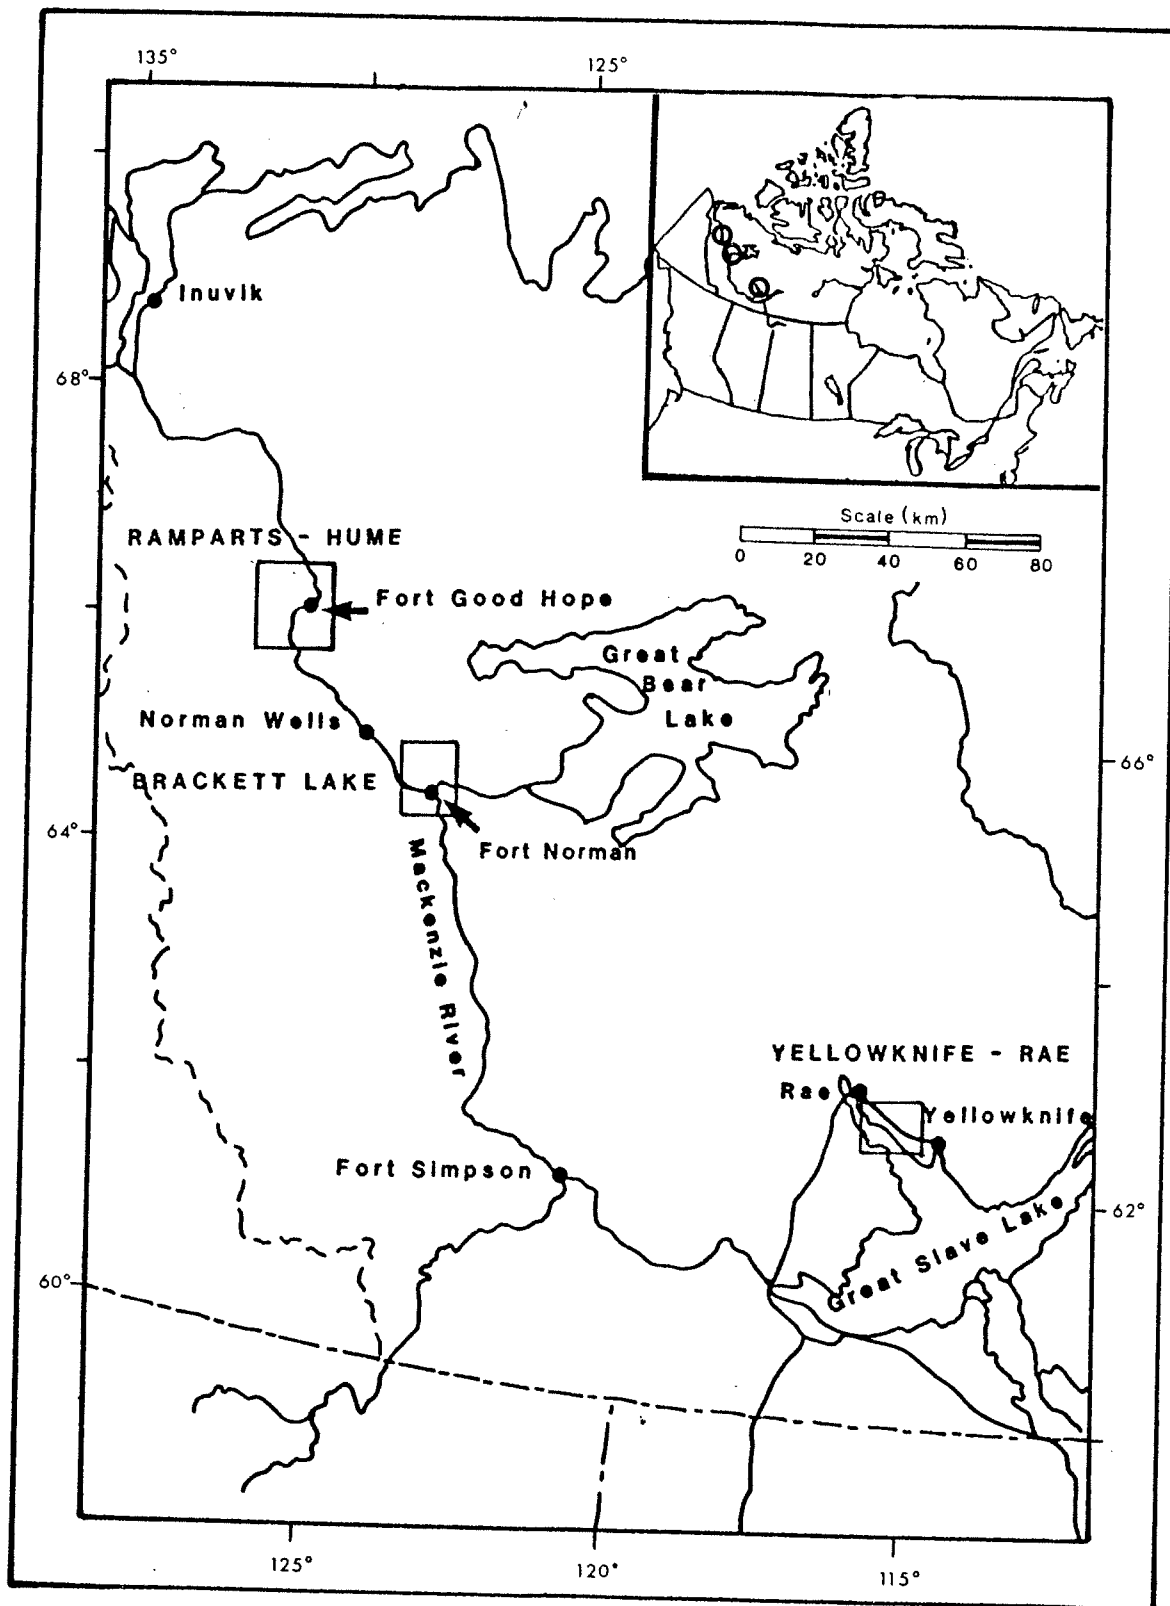 135°
125°
Inuvik
68°
Scale (km)
0 20 40 60 80
RAMPARTS - HUME
Fort Good Hope
Great
Bear
Lake
Norman Wells
BRACKETT LAKE
66°
64°
Fort Norman
Mackenzie River
YELLOWKNIFE - RAE
Rae
Yellowknife
Fort Simpson
62°
Great Slave Lake
60°
125°
120°
115°